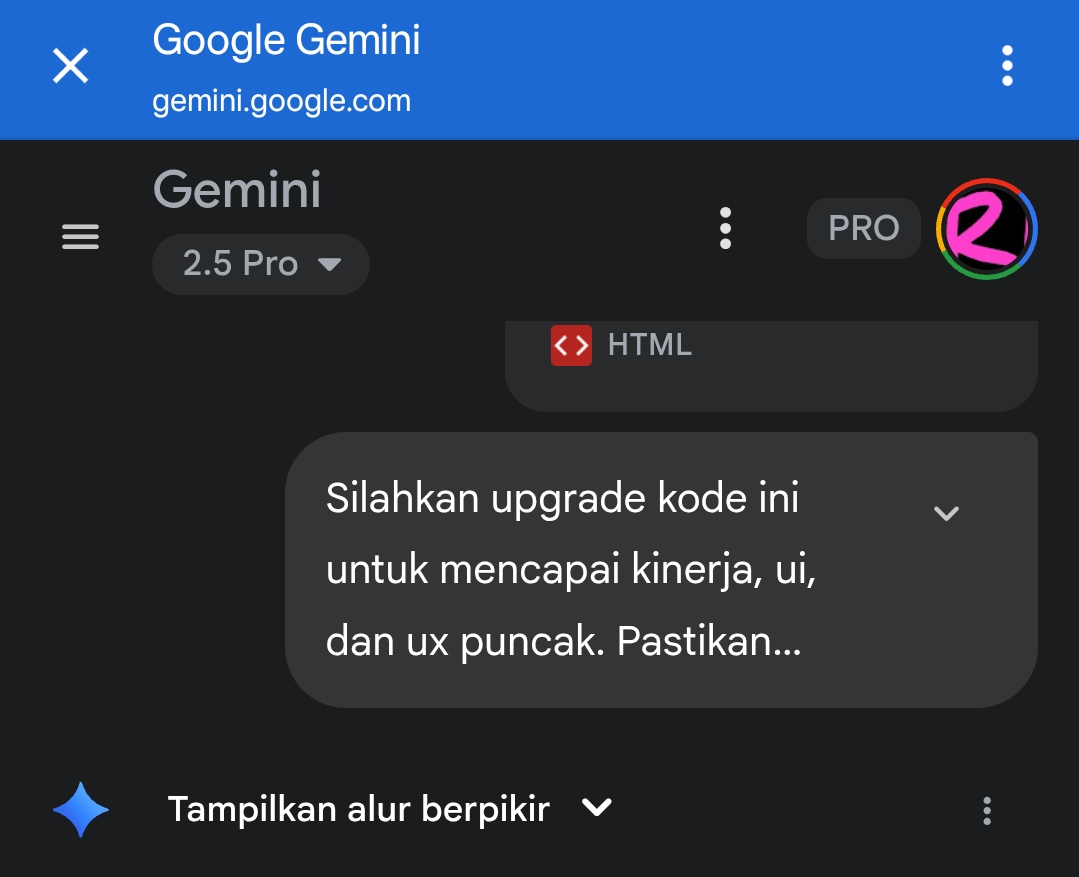 Google Gemini
gemini.google.com
Gemini
2.5 Pro
PRO
HTML
Silahkan upgrade kode ini
untuk mencapai kinerja, ui,
dan ux puncak. Pastikan...
Tampilkan alur berpikir